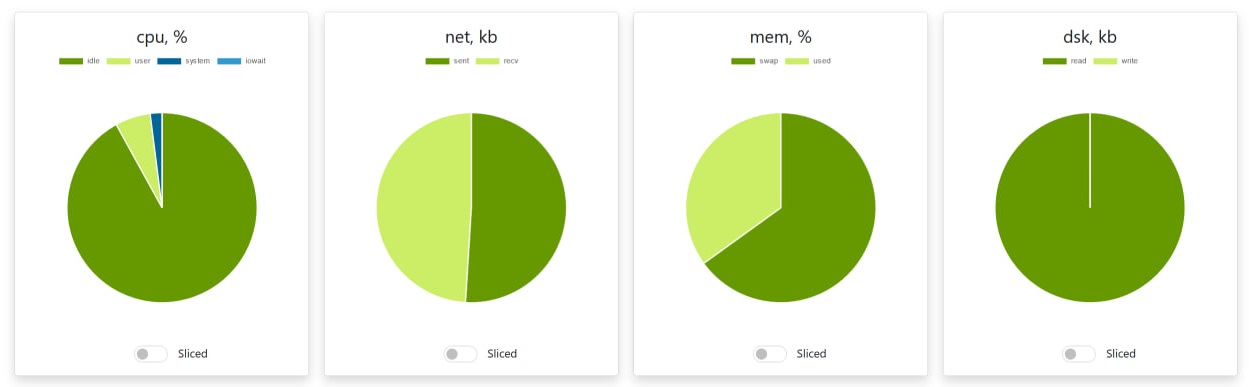 cpu, %
idle user system iowait
Sliced
net, kb
sent recv
Sliced
mem, %
swap used
Sliced
dsk, kb
read write
Sliced